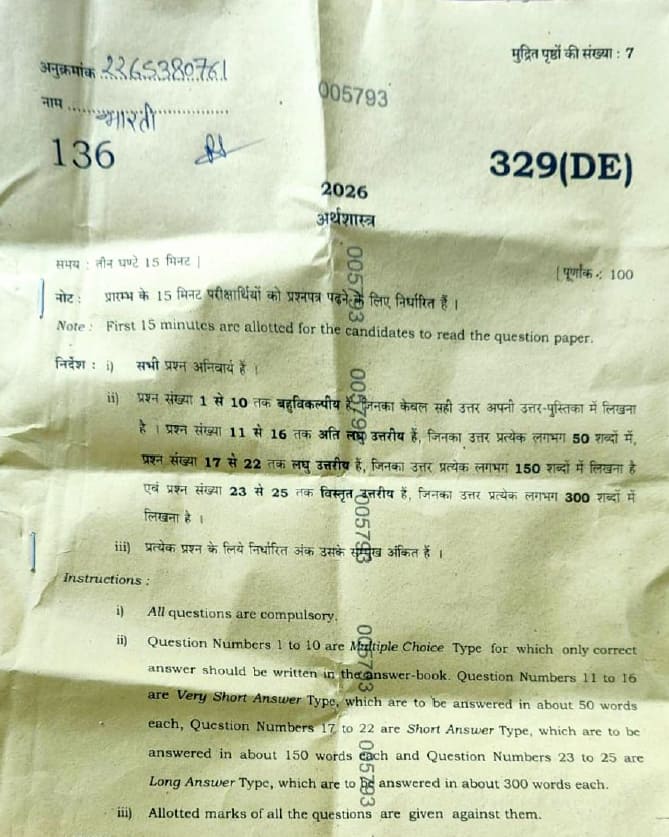 मुद्रित पृष्ठों की संख्या : 7
अनुक्रमांक 2265380761
नाम भारती
005793
136
329(DE)
2026
अर्थशास्त्र
समय : तीन घण्टे 15 मिनट ]
[ पूर्णांक : 100
005793
नोट : प्रारम्भ के 15 मिनट परीक्षार्थियों को प्रश्नपत्र पढ़ने के लिए निर्धारित हैं ।
Note : First 15 minutes are allotted for the candidates to read the question paper.
निर्देश : i) सभी प्रश्न अनिवार्य हैं ।
005793
ii) प्रश्न संख्या 1 से 10 तक बहुविकल्पीय हैं, जिनका केवल सही उत्तर अपनी उत्तर-पुस्तिका में लिखना
है । प्रश्न संख्या 11 से 16 तक अति लघु उत्तरीय हैं, जिनका उत्तर प्रत्येक लगभग 50 शब्दों में,
प्रश्न संख्या 17 से 22 तक लघु उत्तरीय हैं, जिनका उत्तर प्रत्येक लगभग 150 शब्दों में लिखना है
एवं प्रश्न संख्या 23 से 25 तक विस्तृत उत्तरीय हैं, जिनका उत्तर प्रत्येक लगभग 300 शब्दों में
लिखना है ।
005793
iii) प्रत्येक प्रश्न के लिये निर्धारित अंक उसके सम्मुख अंकित हैं ।
Instructions :
i) All questions are compulsory.
005793
ii) Question Numbers 1 to 10 are Multiple Choice Type for which only correct
answer should be written in the answer-book. Question Numbers 11 to 16
are Very Short Answer Type, which are to be answered in about 50 words
each, Question Numbers 17 to 22 are Short Answer Type, which are to be
answered in about 150 words each and Question Numbers 23 to 25 are
Long Answer Type, which are to be answered in about 300 words each.
005793
iii) Allotted marks of all the questions are given against them.